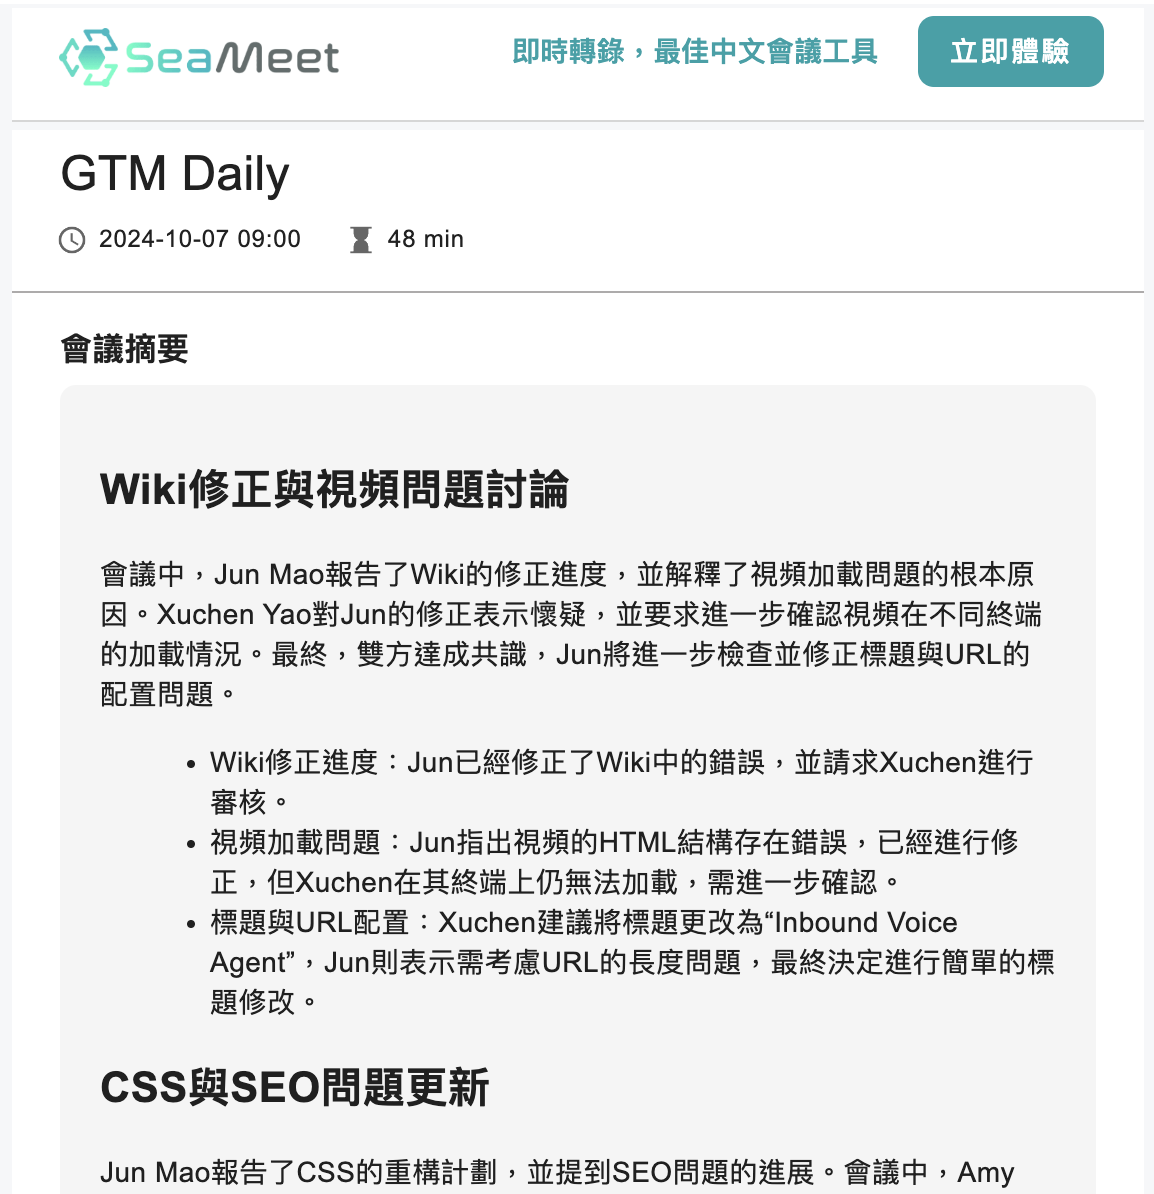 SeaMeet
即時轉錄，最佳中文會議工具
立即體驗
GTM Daily
2024-10-07 09:00
48 min
會議摘要
Wiki修正與視頻問題討論
會議中，Jun Mao報告了Wiki的修正進度，並解釋了視頻加載問題的根本原
因。Xuchen Yao對Jun的修正表示懷疑，並要求進一步確認視頻在不同終端
的加載情況。最終，雙方達成共識，Jun將進一步檢查並修正標題與URL的
配置問題。
• Wiki修正進度：Jun已經修正了Wiki中的錯誤，並請求Xuchen進行
審核。
• 視頻加載問題：Jun指出視頻的HTML結構存在錯誤，已經進行修
正，但Xuchen在其終端上仍無法加載，需進一步確認。
• 標題與URL配置：Xuchen建議將標題更改為“Inbound Voice
Agent”，Jun則表示需考慮URL的長度問題，最終決定進行簡單的標
題修改。
CSS與SEO問題更新
Jun Mao報告了CSS的重構計劃，並提到SEO問題的進展。會議中，Amy